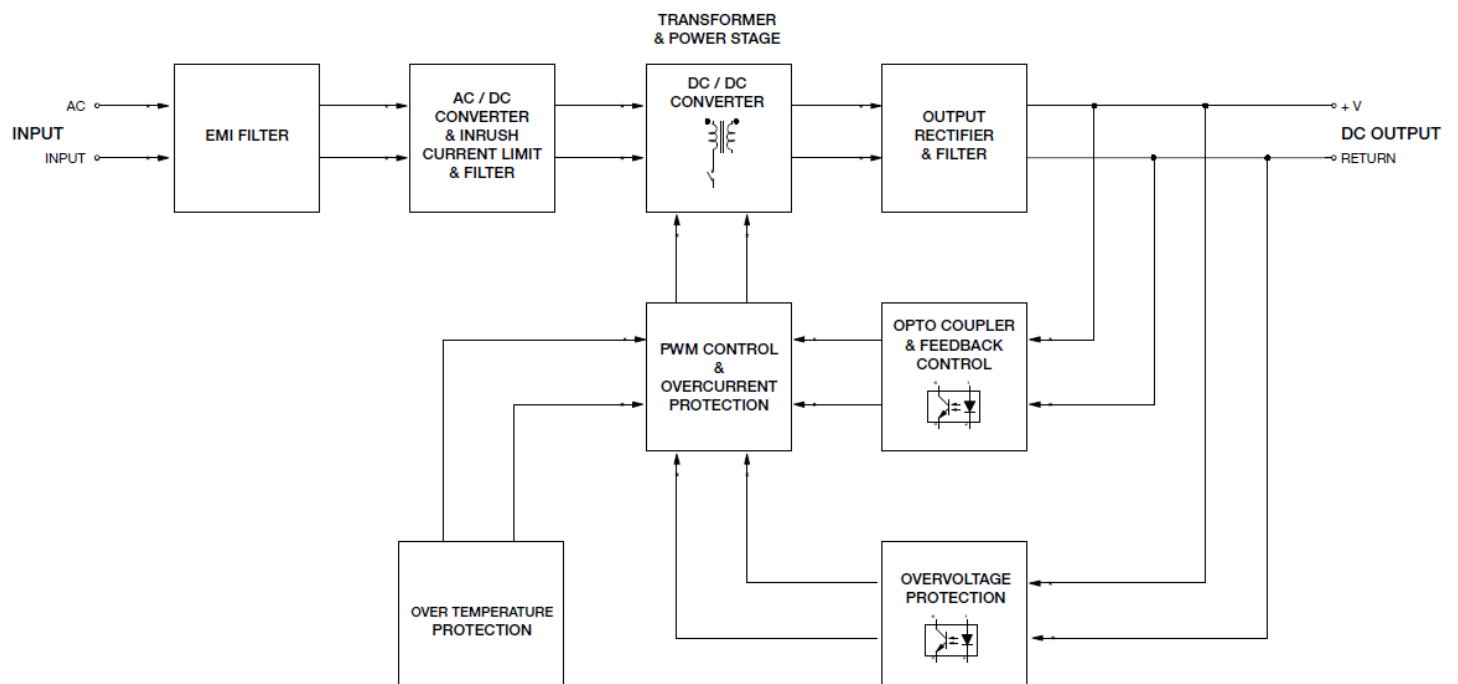 TRANSFORMER
& POWER STAGE
AC
INPUT
INPUT
EMI FILTER
AC / DC
CONVERTER
& INRUSH
CURRENT LIMIT
& FILTER
DC / DC
CONVERTER
OUTPUT
RECTIFIER
& FILTER
+ V
DC OUTPUT
RETURN
PWM CONTROL
&
OVERCURRENT
PROTECTION
OPTO COUPLER
& FEEDBACK
CONTROL
OVER TEMPERATURE
PROTECTION
OVERVOLTAGE
PROTECTION